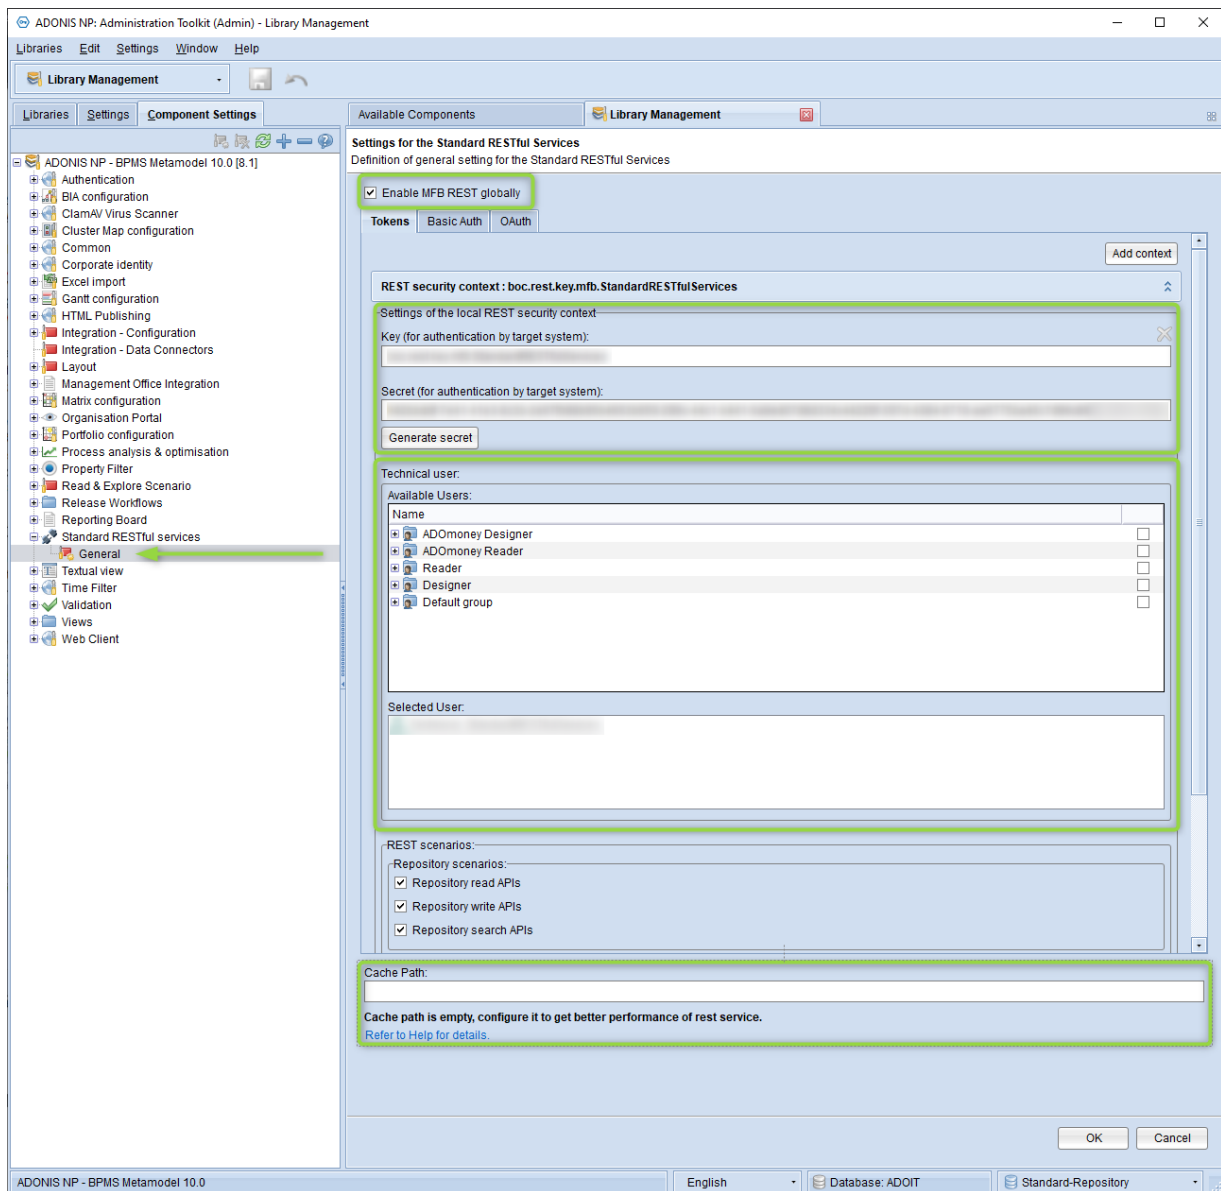 ADONIS NP: Administration Toolkit (Admin) - Library Management
Libraries Edit Settings Window Help
Library Management
Libraries Settings Component Settings
Available Components Library Management
ADONIS NP - BPMS Metamodel 10.0 [8.1]
Authentication
BIA configuration
ClamAV Virus Scanner
Cluster Map configuration
Common
Corporate identity
Excel import
Gantt configuration
HTML Publishing
Integration - Configuration
Integration - Data Connectors
Layout
Management Office Integration
Matrix configuration
Organisation Portal
Portfolio configuration
Process analysis & optimisation
Property Filter
Read & Explore Scenario
Release Workflows
Reporting Board
Standard RESTful services
General
Textual view
Time Filter
Validation
Views
Web Client
Settings for the Standard RESTful Services
Definition of general setting for the Standard RESTful Services
Enable MFB REST globally
Tokens Basic Auth OAuth
Add context
REST security context : boc.rest.key.mfb.StandardRESTfulServices
Settings of the local REST security context
Key (for authentication by target system):
Secret (for authentication by target system):
Generate secret
Technical user:
Available Users:
Name
ADOmoney Designer
ADOmoney Reader
Reader
Designer
Default group
Selected User:
REST scenarios:
Repository scenarios:
Repository read APIs
Repository write APIs
Repository search APIs
Cache Path:
Cache path is empty, configure it to get better performance of rest service.
Refer to Help for details.
OK Cancel
ADONIS NP - BPMS Metamodel 10.0 English Database: ADOIT Standard-Repository